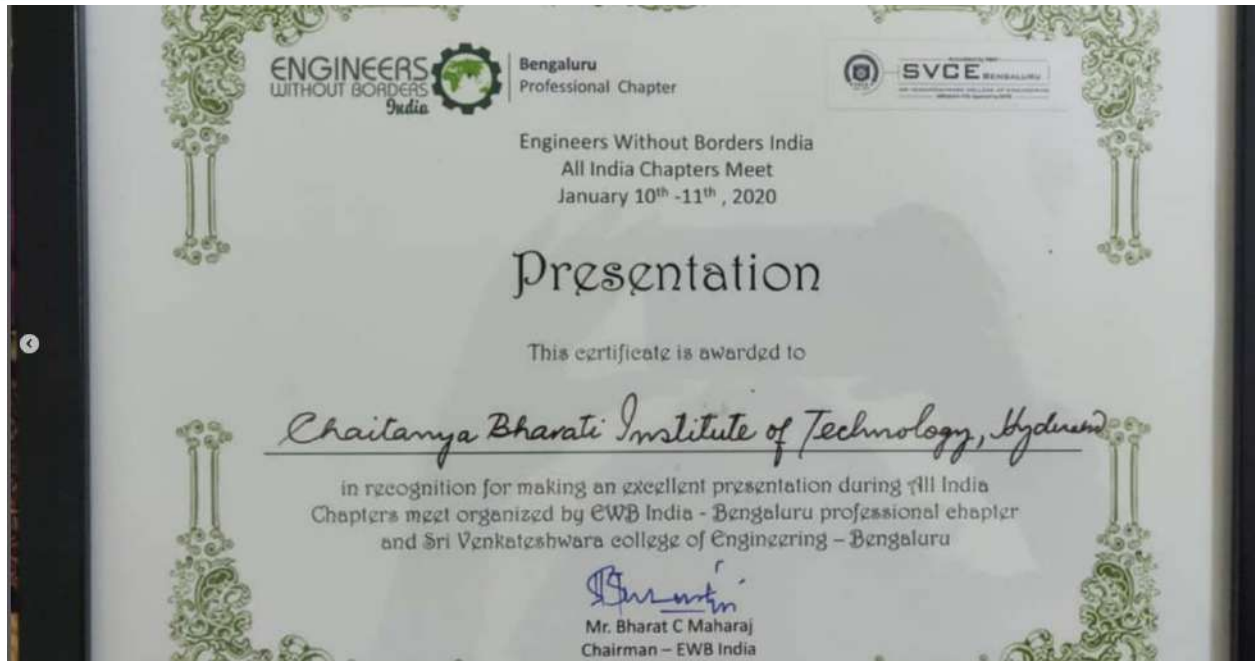 ENGINEERS
WITHOUT BORDERS
India
Bengaluru
Professional Chapter
SVCE BENGALURU
Engineers Without Borders India
All India Chapters Meet
January 10th -11th , 2020
Presentation
This certificate is awarded to
Chaitanya Bharati Institute of Technology,
in recognition for making an excellent presentation during All India
Chapters meet organized by EWB India - Bengaluru professional chapter
and Sri Venkateshwara college of Engineering – Bengaluru
Mr. Bharat C Maharaj
Chairman – EWB India